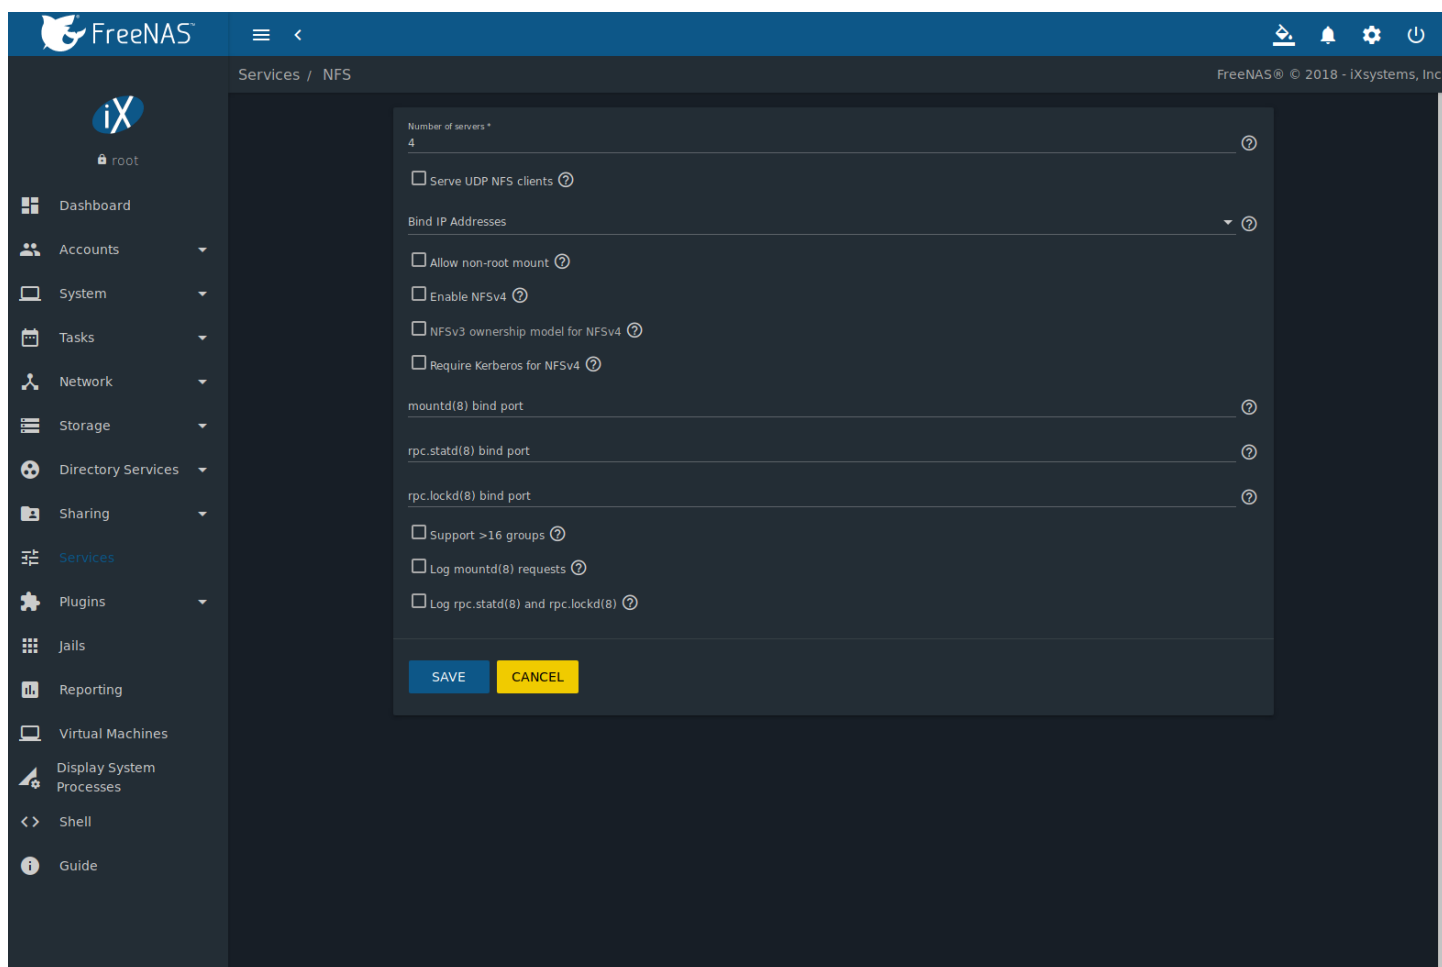 FreeNAS™
Services / NFS
FreeNAS® © 2018 - iXsystems, Inc
iX
root
Dashboard
Accounts
System
Tasks
Network
Storage
Directory Services
Sharing
Services
Plugins
Jails
Reporting
Virtual Machines
Display System
Processes
Shell
Guide
Number of servers *
4
Serve UDP NFS clients
Bind IP Addresses
Allow non-root mount
Enable NFSv4
NFSv3 ownership model for NFSv4
Require Kerberos for NFSv4
mountd(8) bind port
rpc.statd(8) bind port
rpc.lockd(8) bind port
Support >16 groups
Log mountd(8) requests
Log rpc.statd(8) and rpc.lockd(8)
SAVE
CANCEL